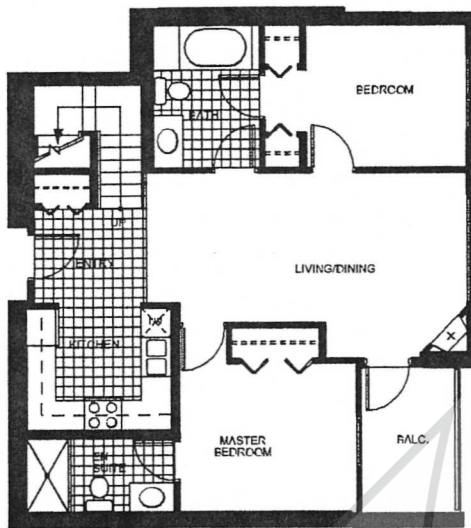 BEDROOM
BATH
UP
ENTRY
LIVING/DINING
KITCHEN
MASTER
BEDROOM
BALC.
EN
SUITE